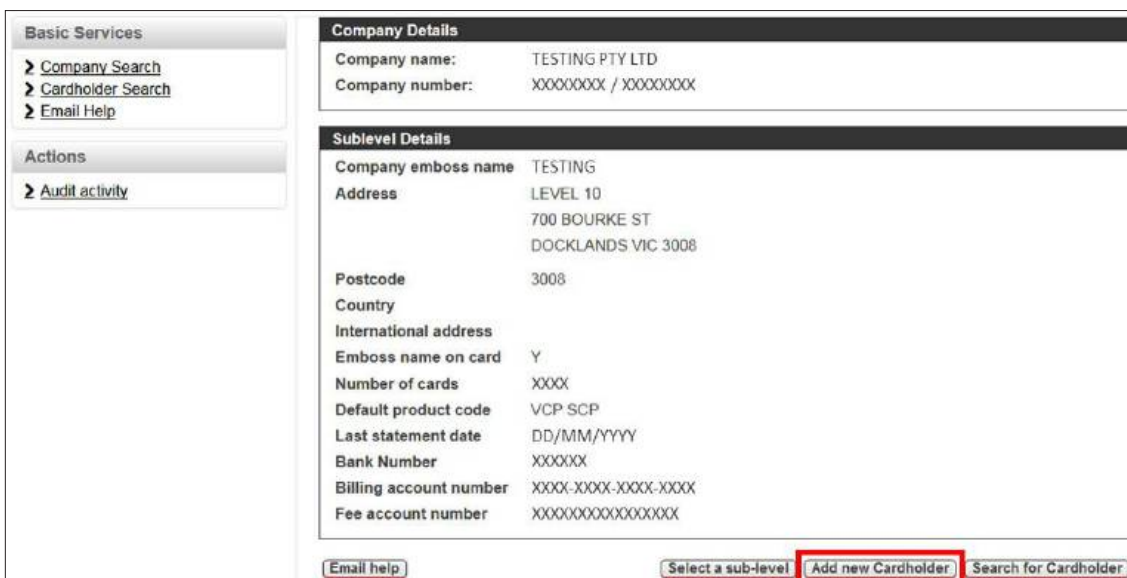 Basic Services
Company Search
Cardholder Search
Email Help
Actions
Audit activity
Company Details
Company name: TESTING PTY LTD
Company number: XXXXXXXX / XXXXXXXX
Sublevel Details
Company emboss name TESTING
Address LEVEL 10
700 BOURKE ST
DOCKLANDS VIC 3008
Postcode 3008
Country
International address
Emboss name on card Y
Number of cards XXXX
Default product code VCP SCP
Last statement date DD/MM/YYYY
Bank Number XXXXXX
Billing account number XXXX-XXXX-XXXX-XXXX
Fee account number XXXXXXXXXXXXXXXX
Email help Select a sub-level Add new Cardholder Search for Cardholder